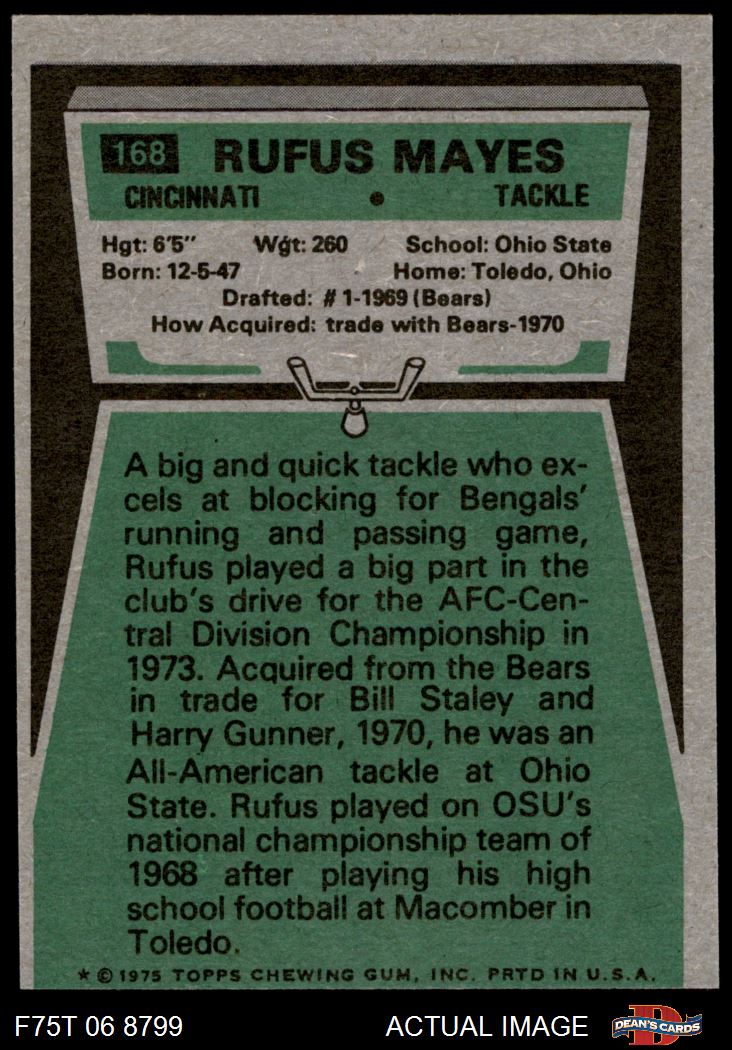 168 RUFUS MAYES
CINCINNATI • TACKLE
Hgt: 6'5" Wgt: 260 School: Ohio State
Born: 12-5-47 Home: Toledo, Ohio
Drafted: #1-1969 (Bears)
How Acquired: trade with Bears-1970
A big and quick tackle who ex-
cels at blocking for Bengals'
running and passing game,
Rufus played a big part in the
club's drive for the AFC-Cen-
tral Division Championship in
1973. Acquired from the Bears
in trade for Bill Staley and
Harry Gunner, 1970, he was an
All-American tackle at Ohio
State. Rufus played on OSU's
national championship team of
1968 after playing his high
school football at Macomber in
Toledo.
* © 1975 TOPPS CHEWING GUM, INC. PRTD IN U.S.A.
F75T 06 8799 ACTUAL IMAGE D DEAN'S CARDS